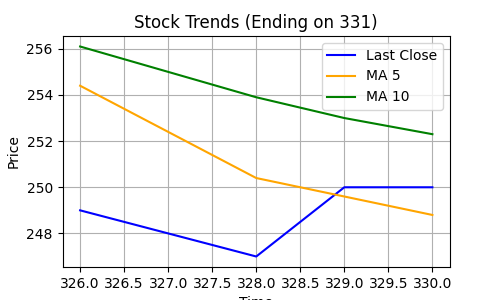 Stock Trends (Ending on 331)
256
254
252
250
248
Price
Last Close
MA 5
MA 10
326.0 326.5 327.0 327.5 328.0 328.5 329.0 329.5 330.0
Time